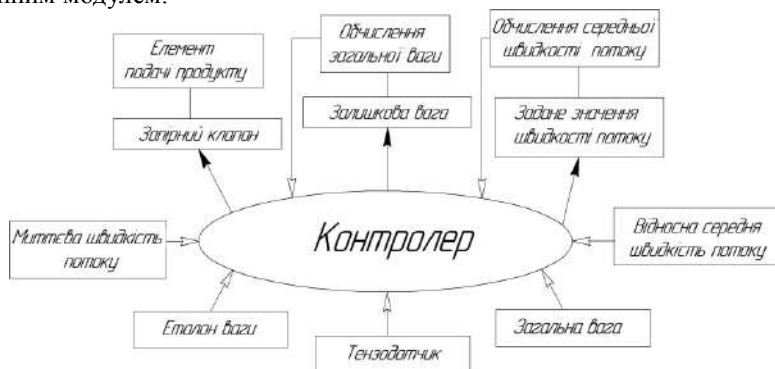 нним модулем.
Елемент
подачі продукту
Обчислення
загальної ваги
Обчислення середньої
швидкості потоку
Запірний клапан
Залишкова вага
Задане значення
швидкості потоку
Миттєва швидкість
потоку
Контролер
Відносна середня
швидкість потоку
Еталон ваги
Тензодатчик
Загальна вага